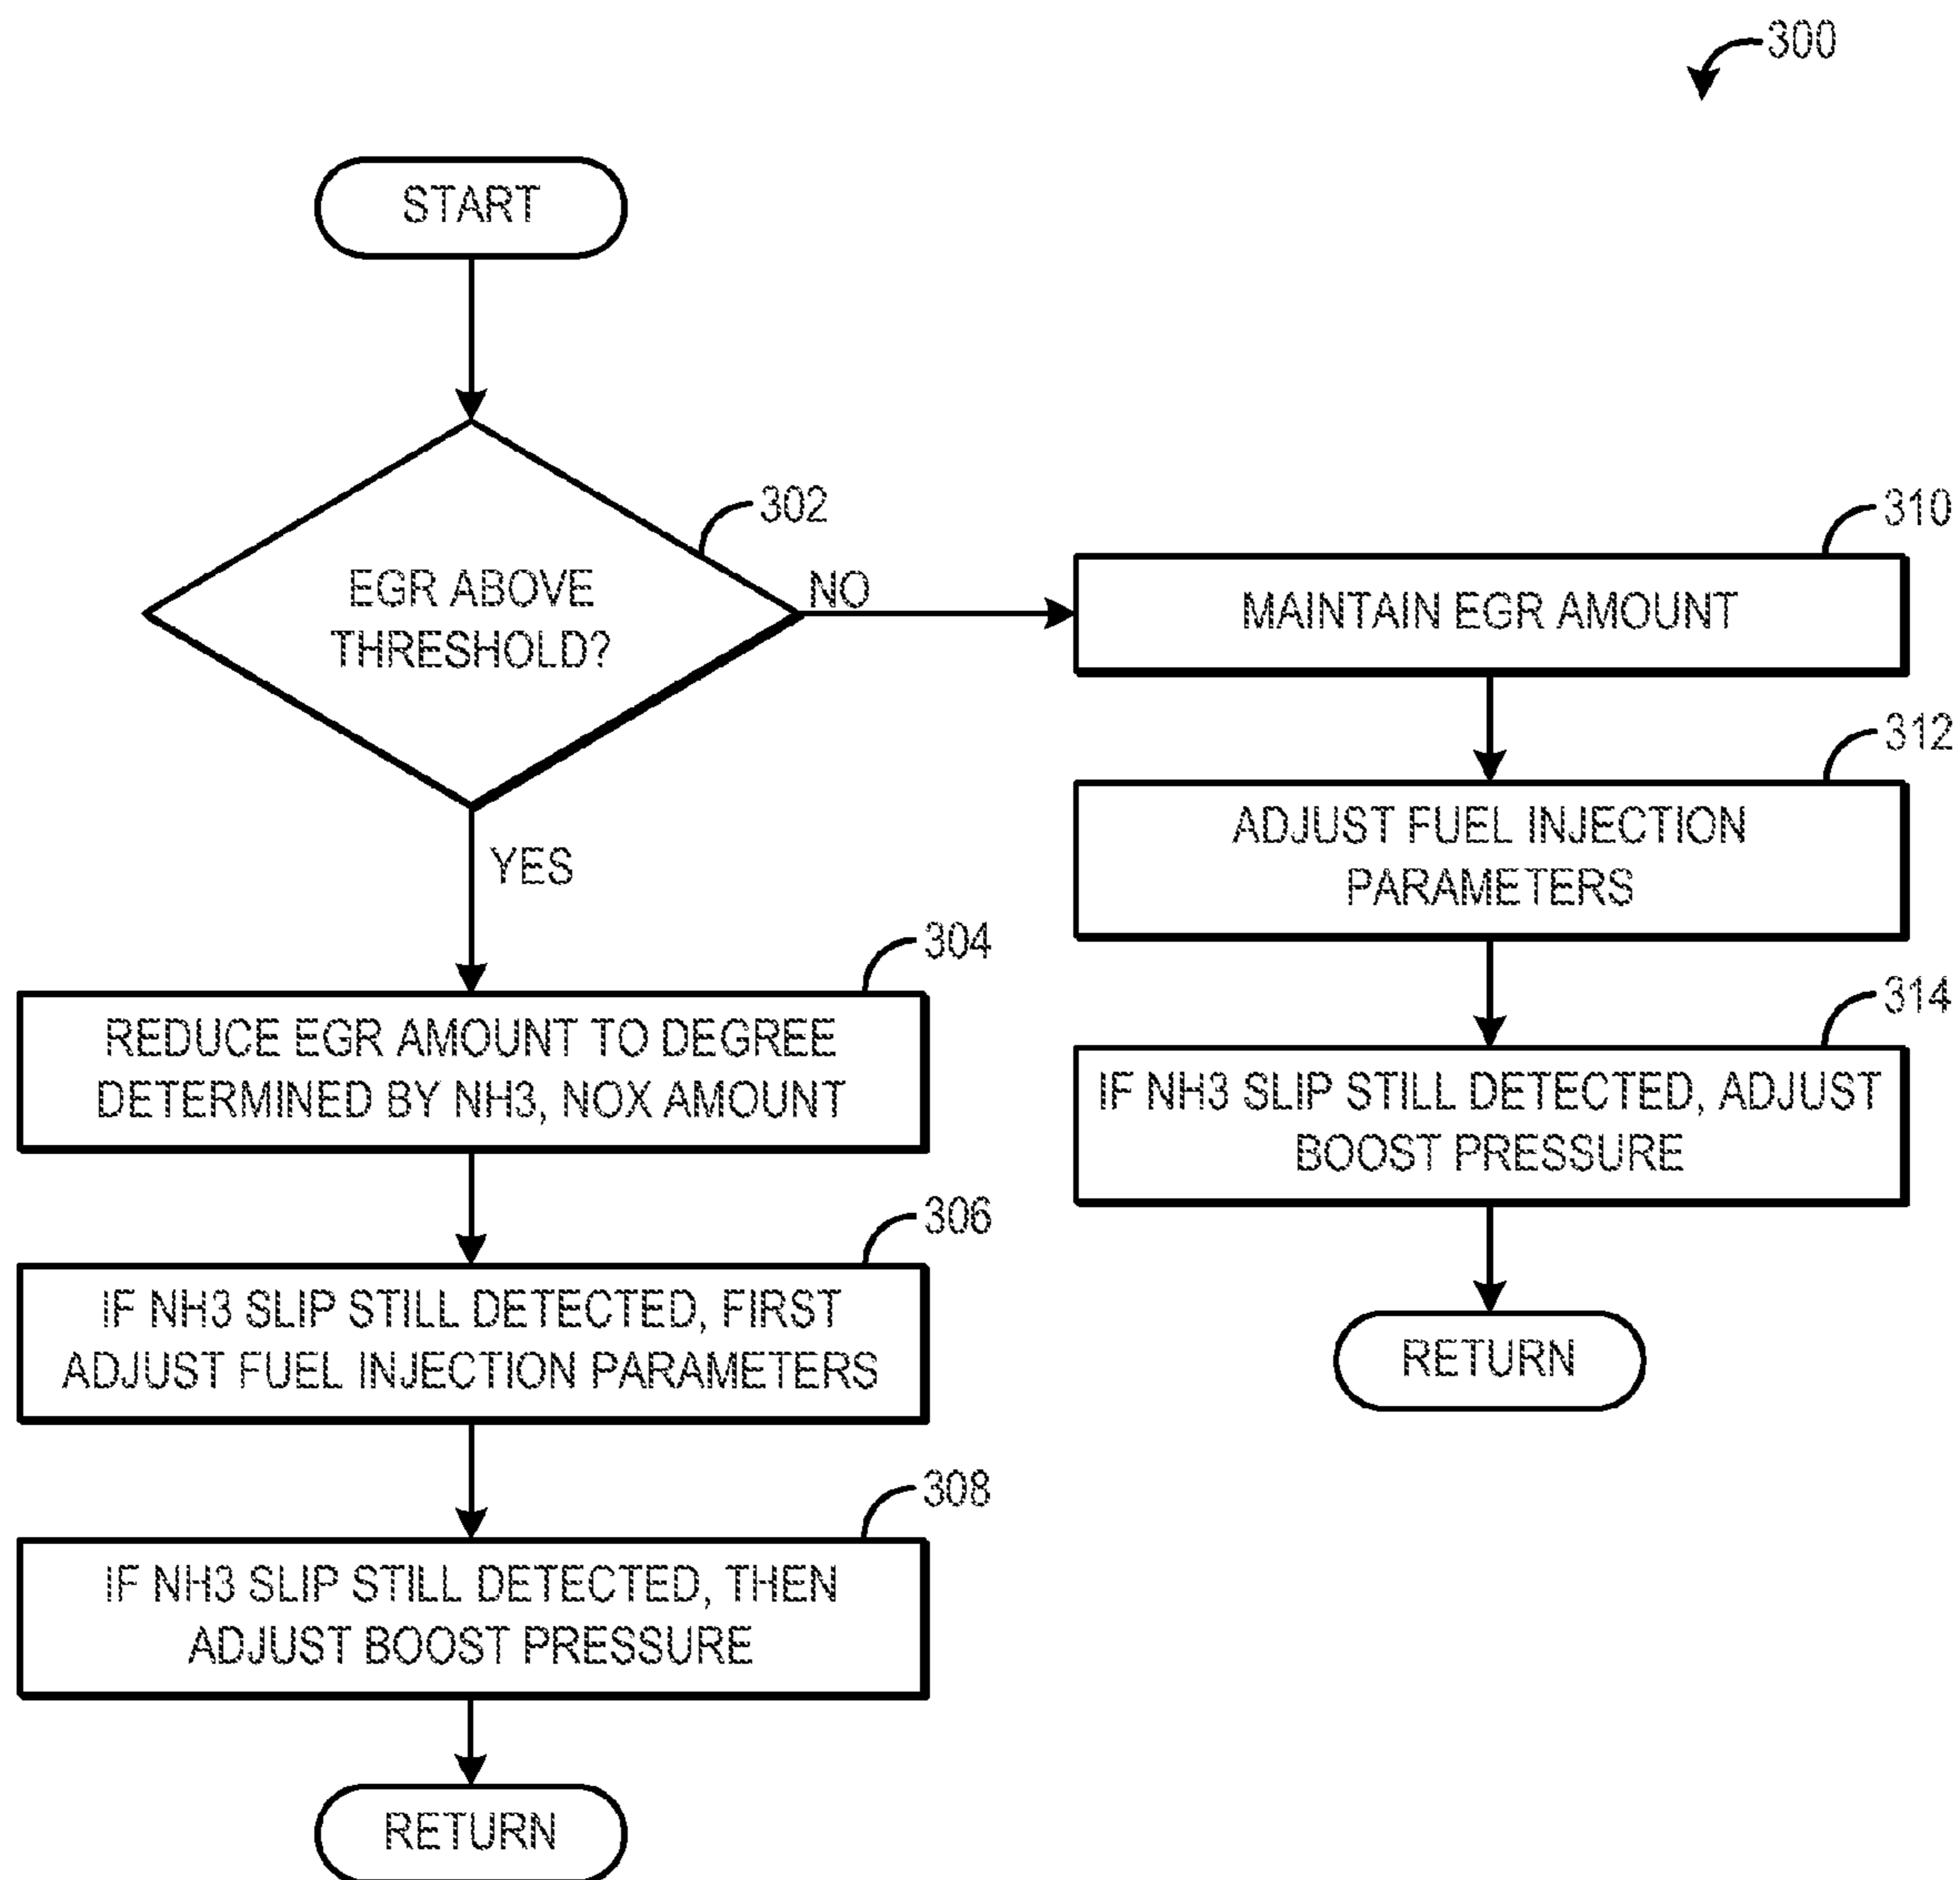 300
START
302
EGR ABOVE
THRESHOLD?
NO
YES
304
REDUCE EGR AMOUNT TO DEGREE
DETERMINED BY NH3, NOX AMOUNT
306
IF NH3 SLIP STILL DETECTED, FIRST
ADJUST FUEL INJECTION PARAMETERS
308
IF NH3 SLIP STILL DETECTED, THEN
ADJUST BOOST PRESSURE
RETURN
310
MAINTAIN EGR AMOUNT
312
ADJUST FUEL INJECTION
PARAMETERS
314
IF NH3 SLIP STILL DETECTED, ADJUST
BOOST PRESSURE
RETURN